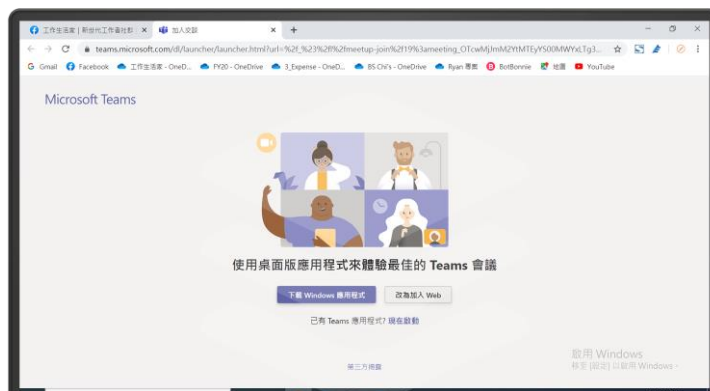 工作生活家 | 新世代工作者社群 | 加入交談
teams.microsoft.com/dl/launcher/launcher.html?url=%2f_%23%2fl%2fmeetup-join%2f19%3ameeting_
Gmail Facebook 工作生活家 - OneD... FY20 - OneDrive 3_Expense - OneD... BS Chi's - OneDrive Ryan 專案 BotBonnie 地圖 YouTube
Microsoft Teams
使用桌面版應用程式來體驗最佳的 Teams 會議
下載 Windows 應用程式 改為加入 Web
已有 Teams 應用程式? 現在啟動
第三方揭露
啟用 Windows
移至 [設定] 以啟用 Windows。